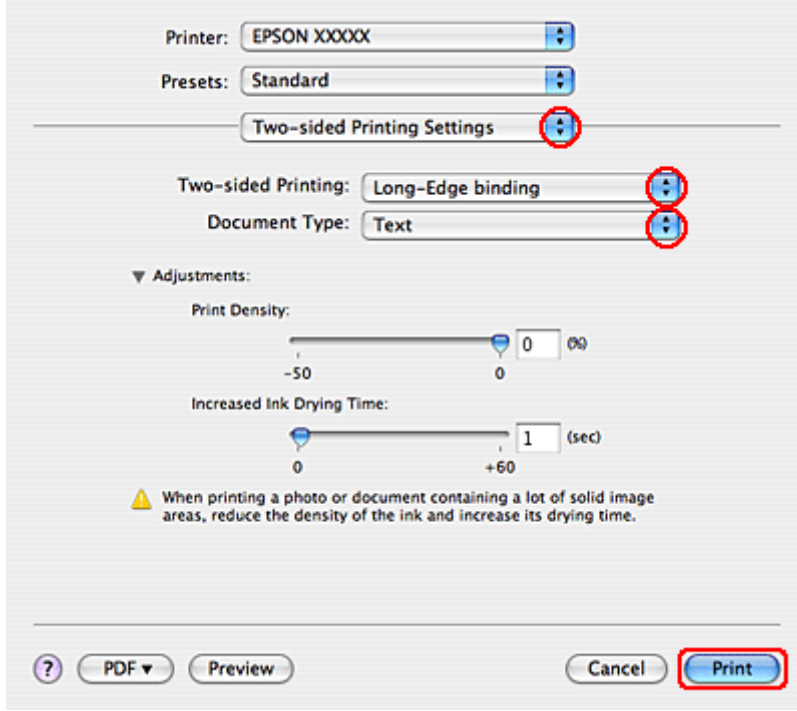 Printer: EPSON XXXXX
Presets: Standard
Two-sided Printing Settings
Two-sided Printing: Long-Edge binding
Document Type: Text
Adjustments:
Print Density:
0 (%)
-50 0
Increased Ink Drying Time:
1 (sec)
0 +60
When printing a photo or document containing a lot of solid image
areas, reduce the density of the ink and increase its drying time.
? PDF Preview Cancel Print